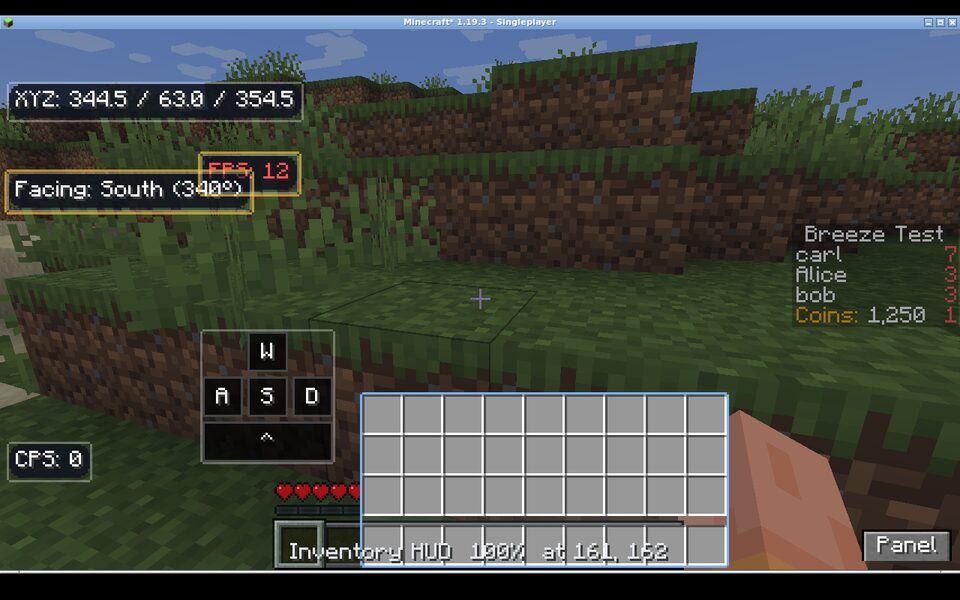 Minecraft* 1.19.3 - Singleplayer
XYZ: 344.5 / 63.0 / 354.5
FPS: 12
Facing: South (340°)
Breeze Test
carl 7
Alice 3
bob 3
Coins: 1,250 1
W
A S D
^
CPS: 0
Inventory HUD 100% at 161, 162
Panel